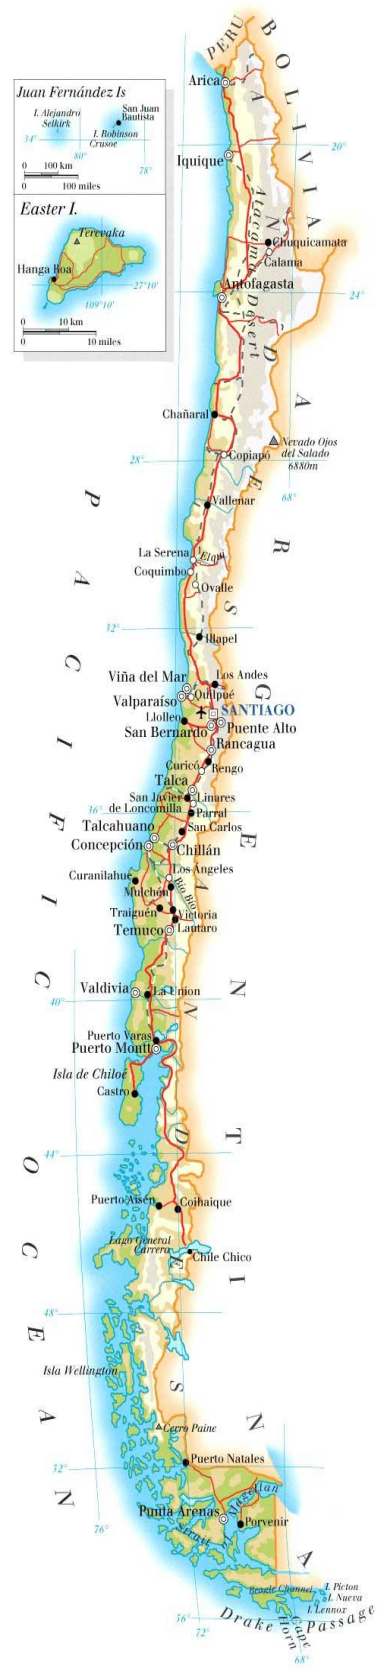 PERU
BOLIVIA
Arica
Juan Fernández Is
I. Alejandro
Selkirk
San Juan
Bautista
I. Robinson
Crusoe
34°
80°
78°
0 100 km
0 100 miles
20°
Iquique
Easter I.
Terevaka
Hanga Roa
27°10'
109°10'
0 10 km
0 10 miles
Atacama Desert
Chuquicamata
Calama
Antofagasta
24°
Chañaral
Nevado Ojos
del Salado
6880m
Copiapó
28°
68°
Vallenar
La Serena
Elqui
Coquimbo
Ovalle
32°
Illapel
Los Andes
Viña del Mar
Quilpué
Valparaíso
SANTIAGO
Llolleo
Puente Alto
San Bernardo
Rancagua
Curicó
Rengo
Talca
San Javier
de Loncomilla
Linares
36°
Parral
Talcahuano
San Carlos
Concepción
Chillán
Los Ángeles
Curanilahue
Mulchén
Bío Bío
Traiguén
Victoria
Temuco
Lautaro
Valdivia
La Union
40°
Puerto Varas
Puerto Montt
Isla de Chiloé
Castro
44°
Puerto Aisén
Coihaique
Lago General
Carrera
Chile Chico
48°
Isla Wellington
Cerro Paine
52°
Puerto Natales
Punta Arenas
Strait of Magellan
Porvenir
76°
Beagle Channel
I. Picton
I. Nueva
I. Lennox
Cape
Horn
56°
72°
68°
Drake Passage
PACIFIC OCEAN
ANDES
ARGENTINA